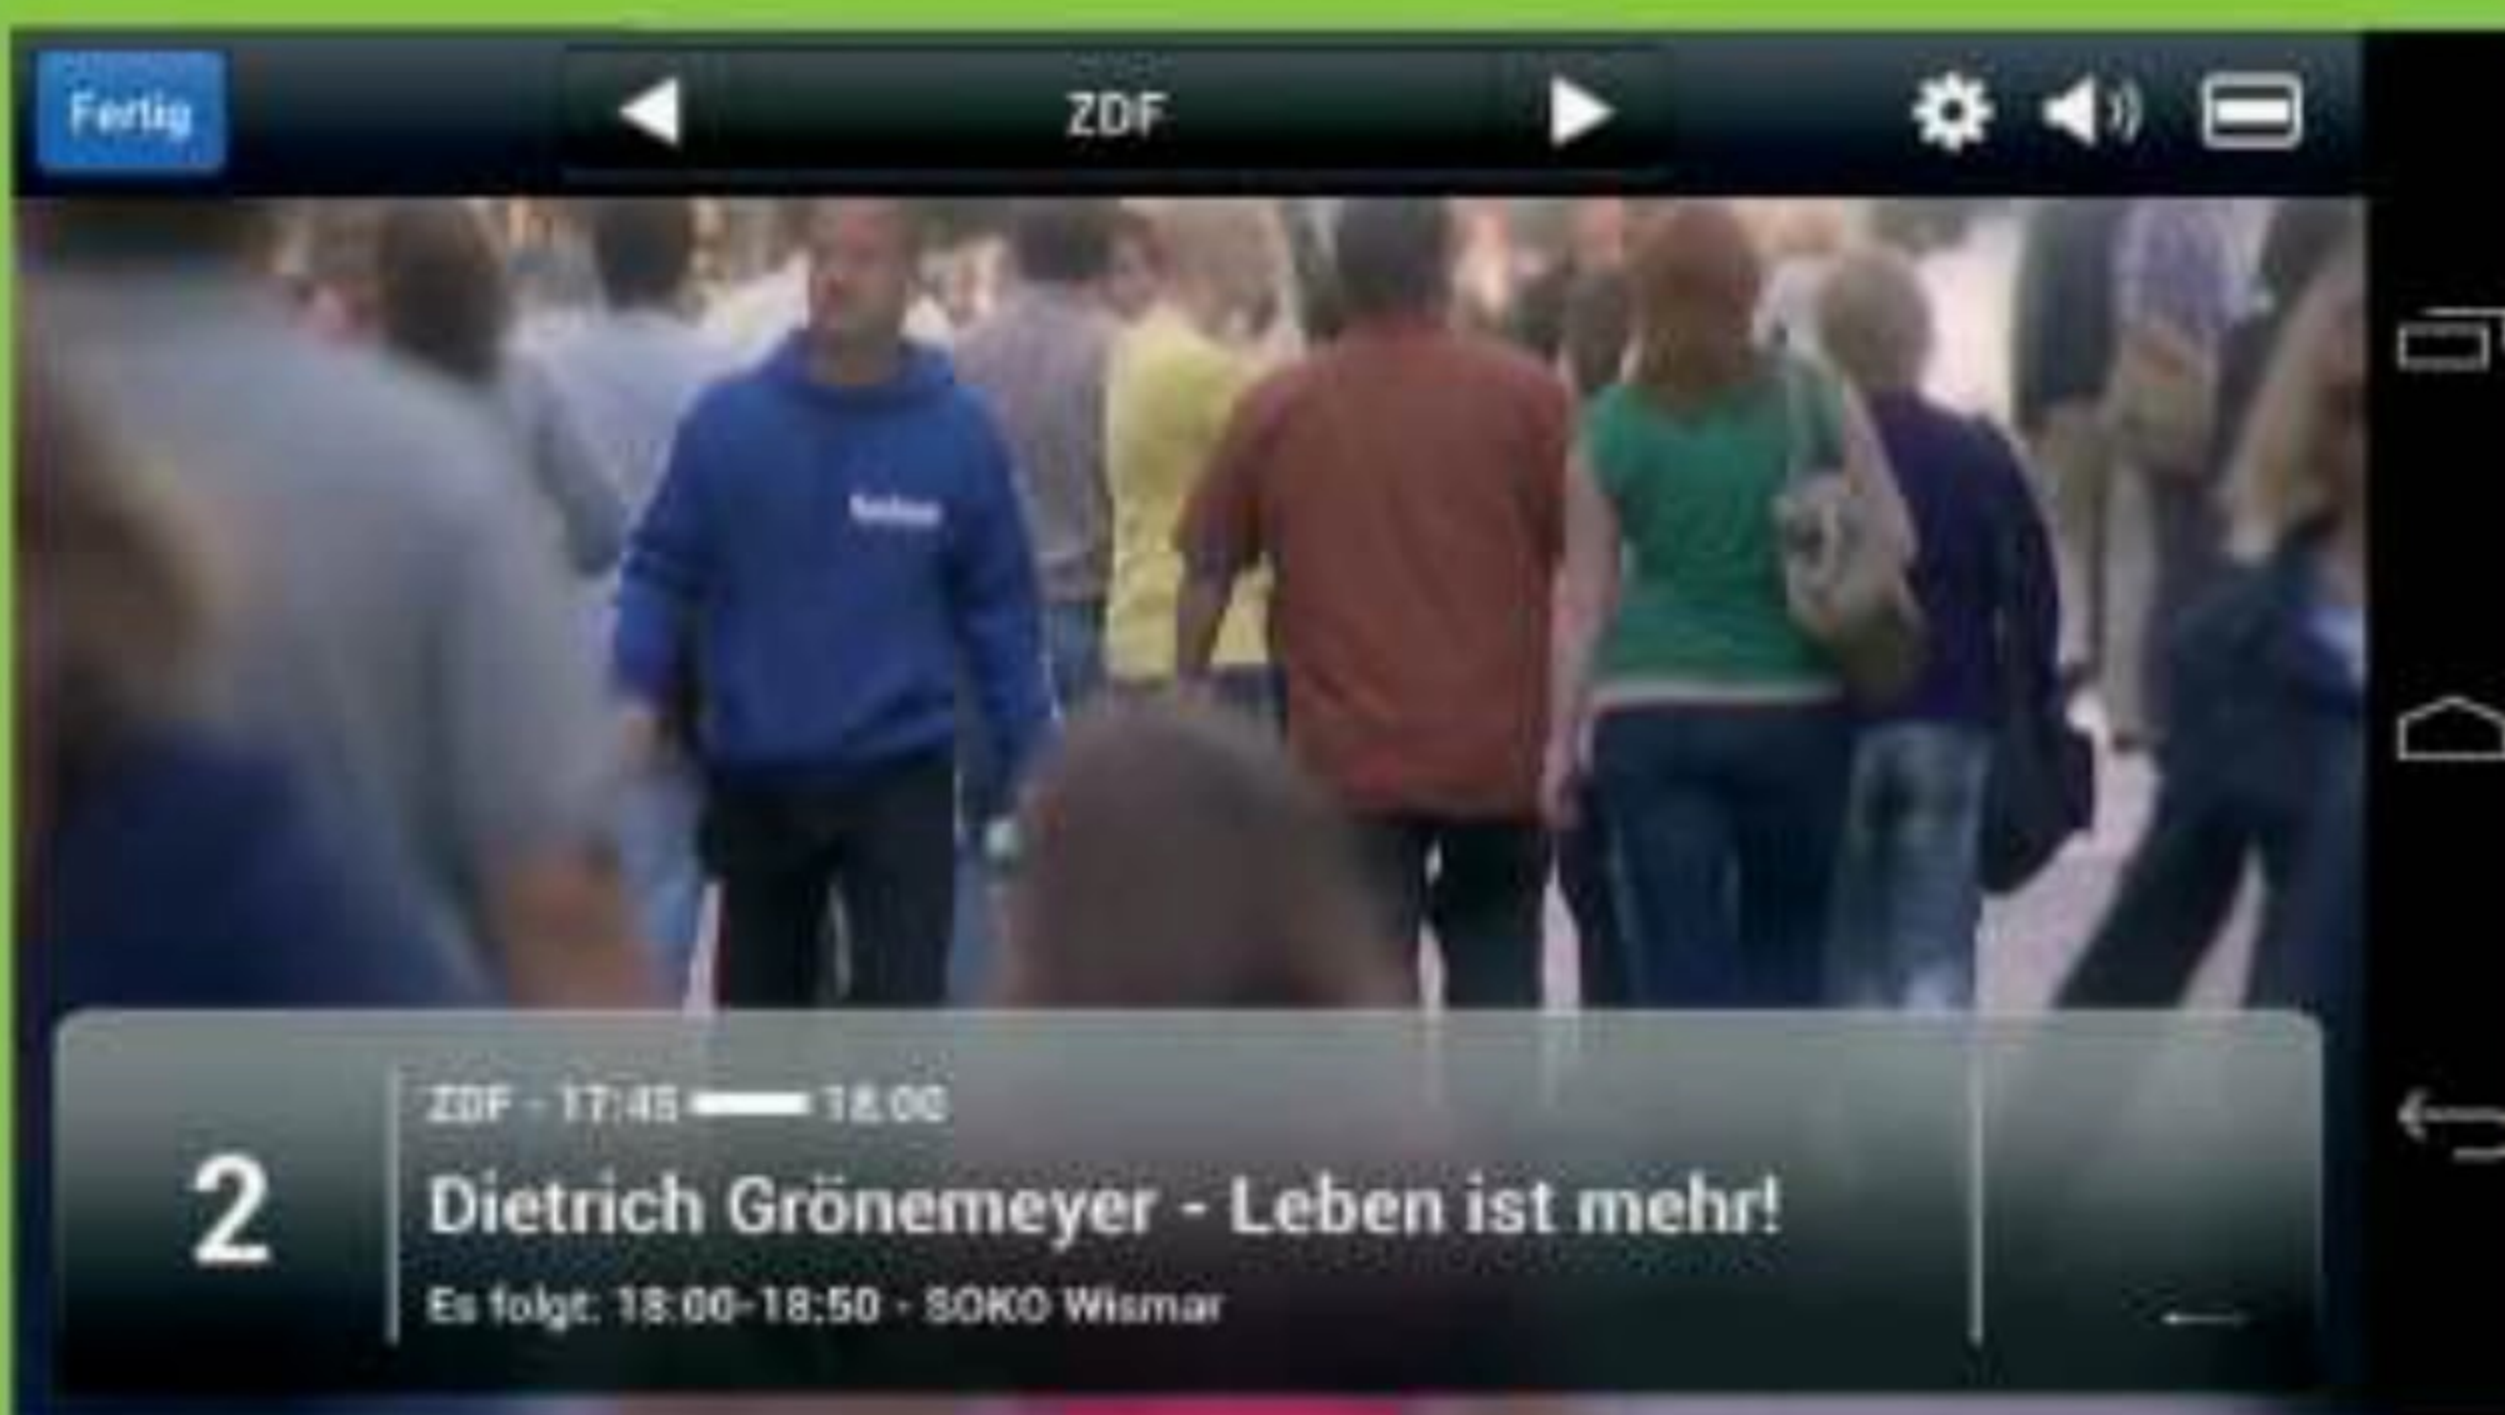 Fertig
ZDF
ZDF - 17:45 18:00
2
Dietrich Grönemeyer - Leben ist mehr!
Es folgt: 18:00-18:50 - SOKO Wismar